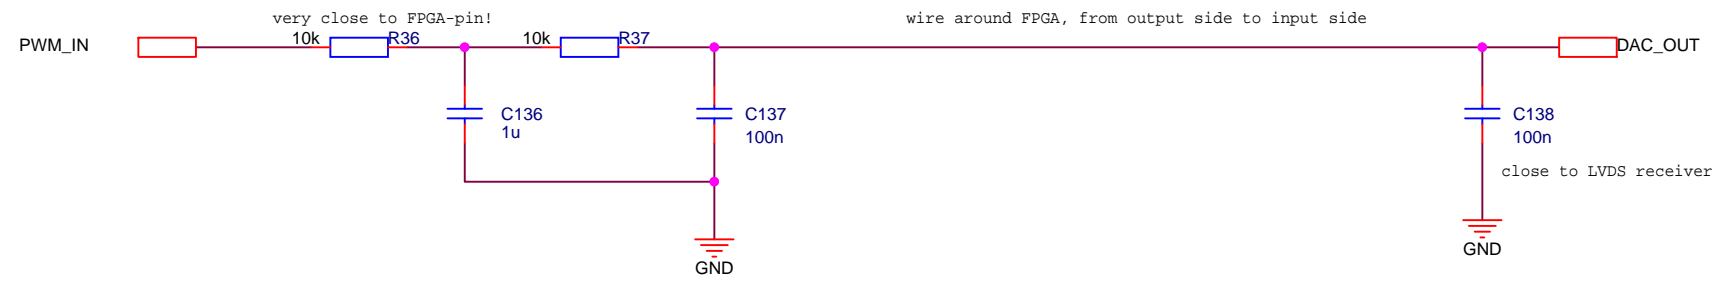 very close to FPGA-pin!
wire around FPGA, from output side to input side
PWM_IN
10k
R36
10k
R37
DAC_OUT
C136
1u
C137
100n
C138
100n
close to LVDS receiver
GND
GND